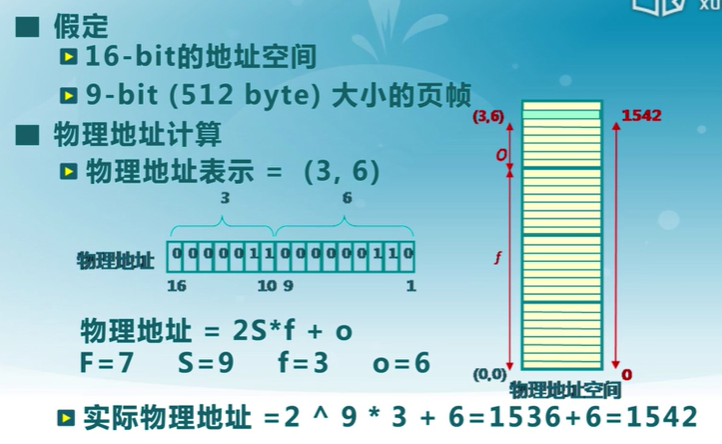 XU
■ 假定
16-bit的地址空间
9-bit (512 byte) 大小的页帧
■ 物理地址计算
物理地址表示 = (3, 6)
3 6
物理地址 0 0 0 0 0 1 1 0 0 0 0 0 0 1 1 0
16 10 9 1
物理地址 = 2S*f + o
F=7 S=9 f=3 o=6
(3,6) 1542
O
f
(0,0) 0
物理地址空间
实际物理地址 =2 ^ 9 * 3 + 6=1536+6=1542